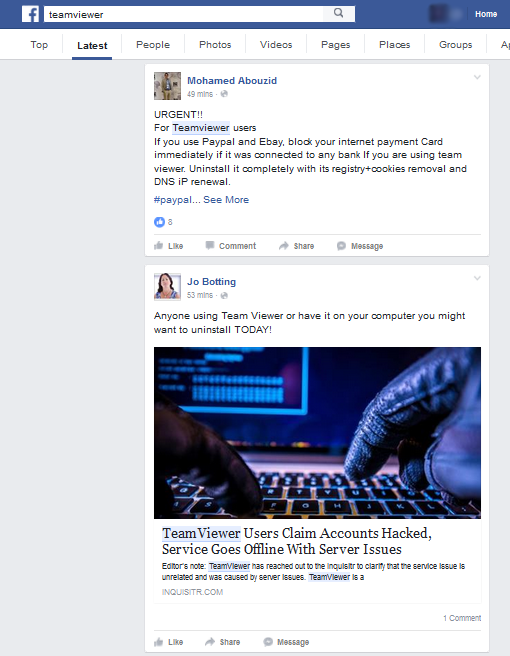 f teamviewer Home
Top Latest People Photos Videos Pages Places Groups
Mohamed Abouzid
49 mins ·
URGENT!!
For Teamviewer users
If you use Paypal and Ebay, block your internet payment Card
immediately if it was connected to any bank If you are using team
viewer. Uninstall it completely with its registry+cookies removal and
DNS iP renewal.
#paypal... See More
8
Like Comment Share Message
Jo Botting
53 mins ·
Anyone using Team Viewer or have it on your computer you might
want to uninstall TODAY!
TeamViewer Users Claim Accounts Hacked,
Service Goes Offline With Server Issues
Editor's note: TeamViewer has reached out to the Inquisitr to clarify that the service issue is
unrelated and was caused by server issues. TeamViewer is a
INQUISITR.COM
1 Comment
Like Share Message